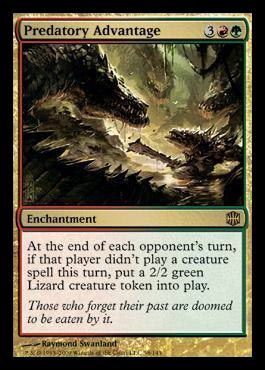 Predatory Advantage 3
Enchantment
At the end of each opponent's turn,
if that player didn't play a creature
spell this turn, put a 2/2 green
Lizard creature token into play.
Those who forget their past are doomed
to be eaten by it.
Raymond Swanland